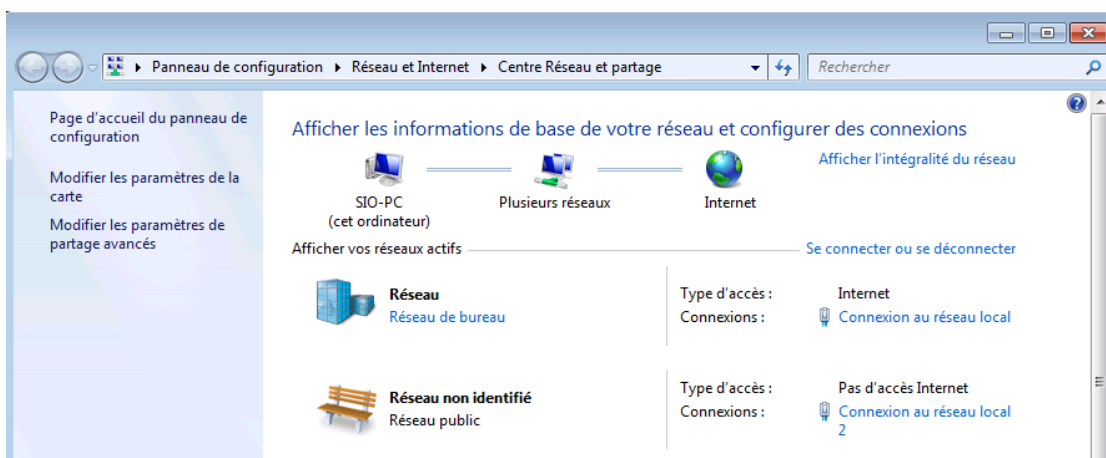 Panneau de configuration ▸ Réseau et Internet ▸ Centre Réseau et partage
Rechercher
Page d'accueil du panneau de
configuration
Modifier les paramètres de la
carte
Modifier les paramètres de
partage avancés
Afficher les informations de base de votre réseau et configurer des connexions
Afficher l'intégralité du réseau
SIO-PC
(cet ordinateur)
Plusieurs réseaux
Internet
Afficher vos réseaux actifs
Se connecter ou se déconnecter
Réseau
Réseau de bureau
Type d'accès : Internet
Connexions : Connexion au réseau local
Réseau non identifié
Réseau public
Type d'accès : Pas d'accès Internet
Connexions : Connexion au réseau local
2